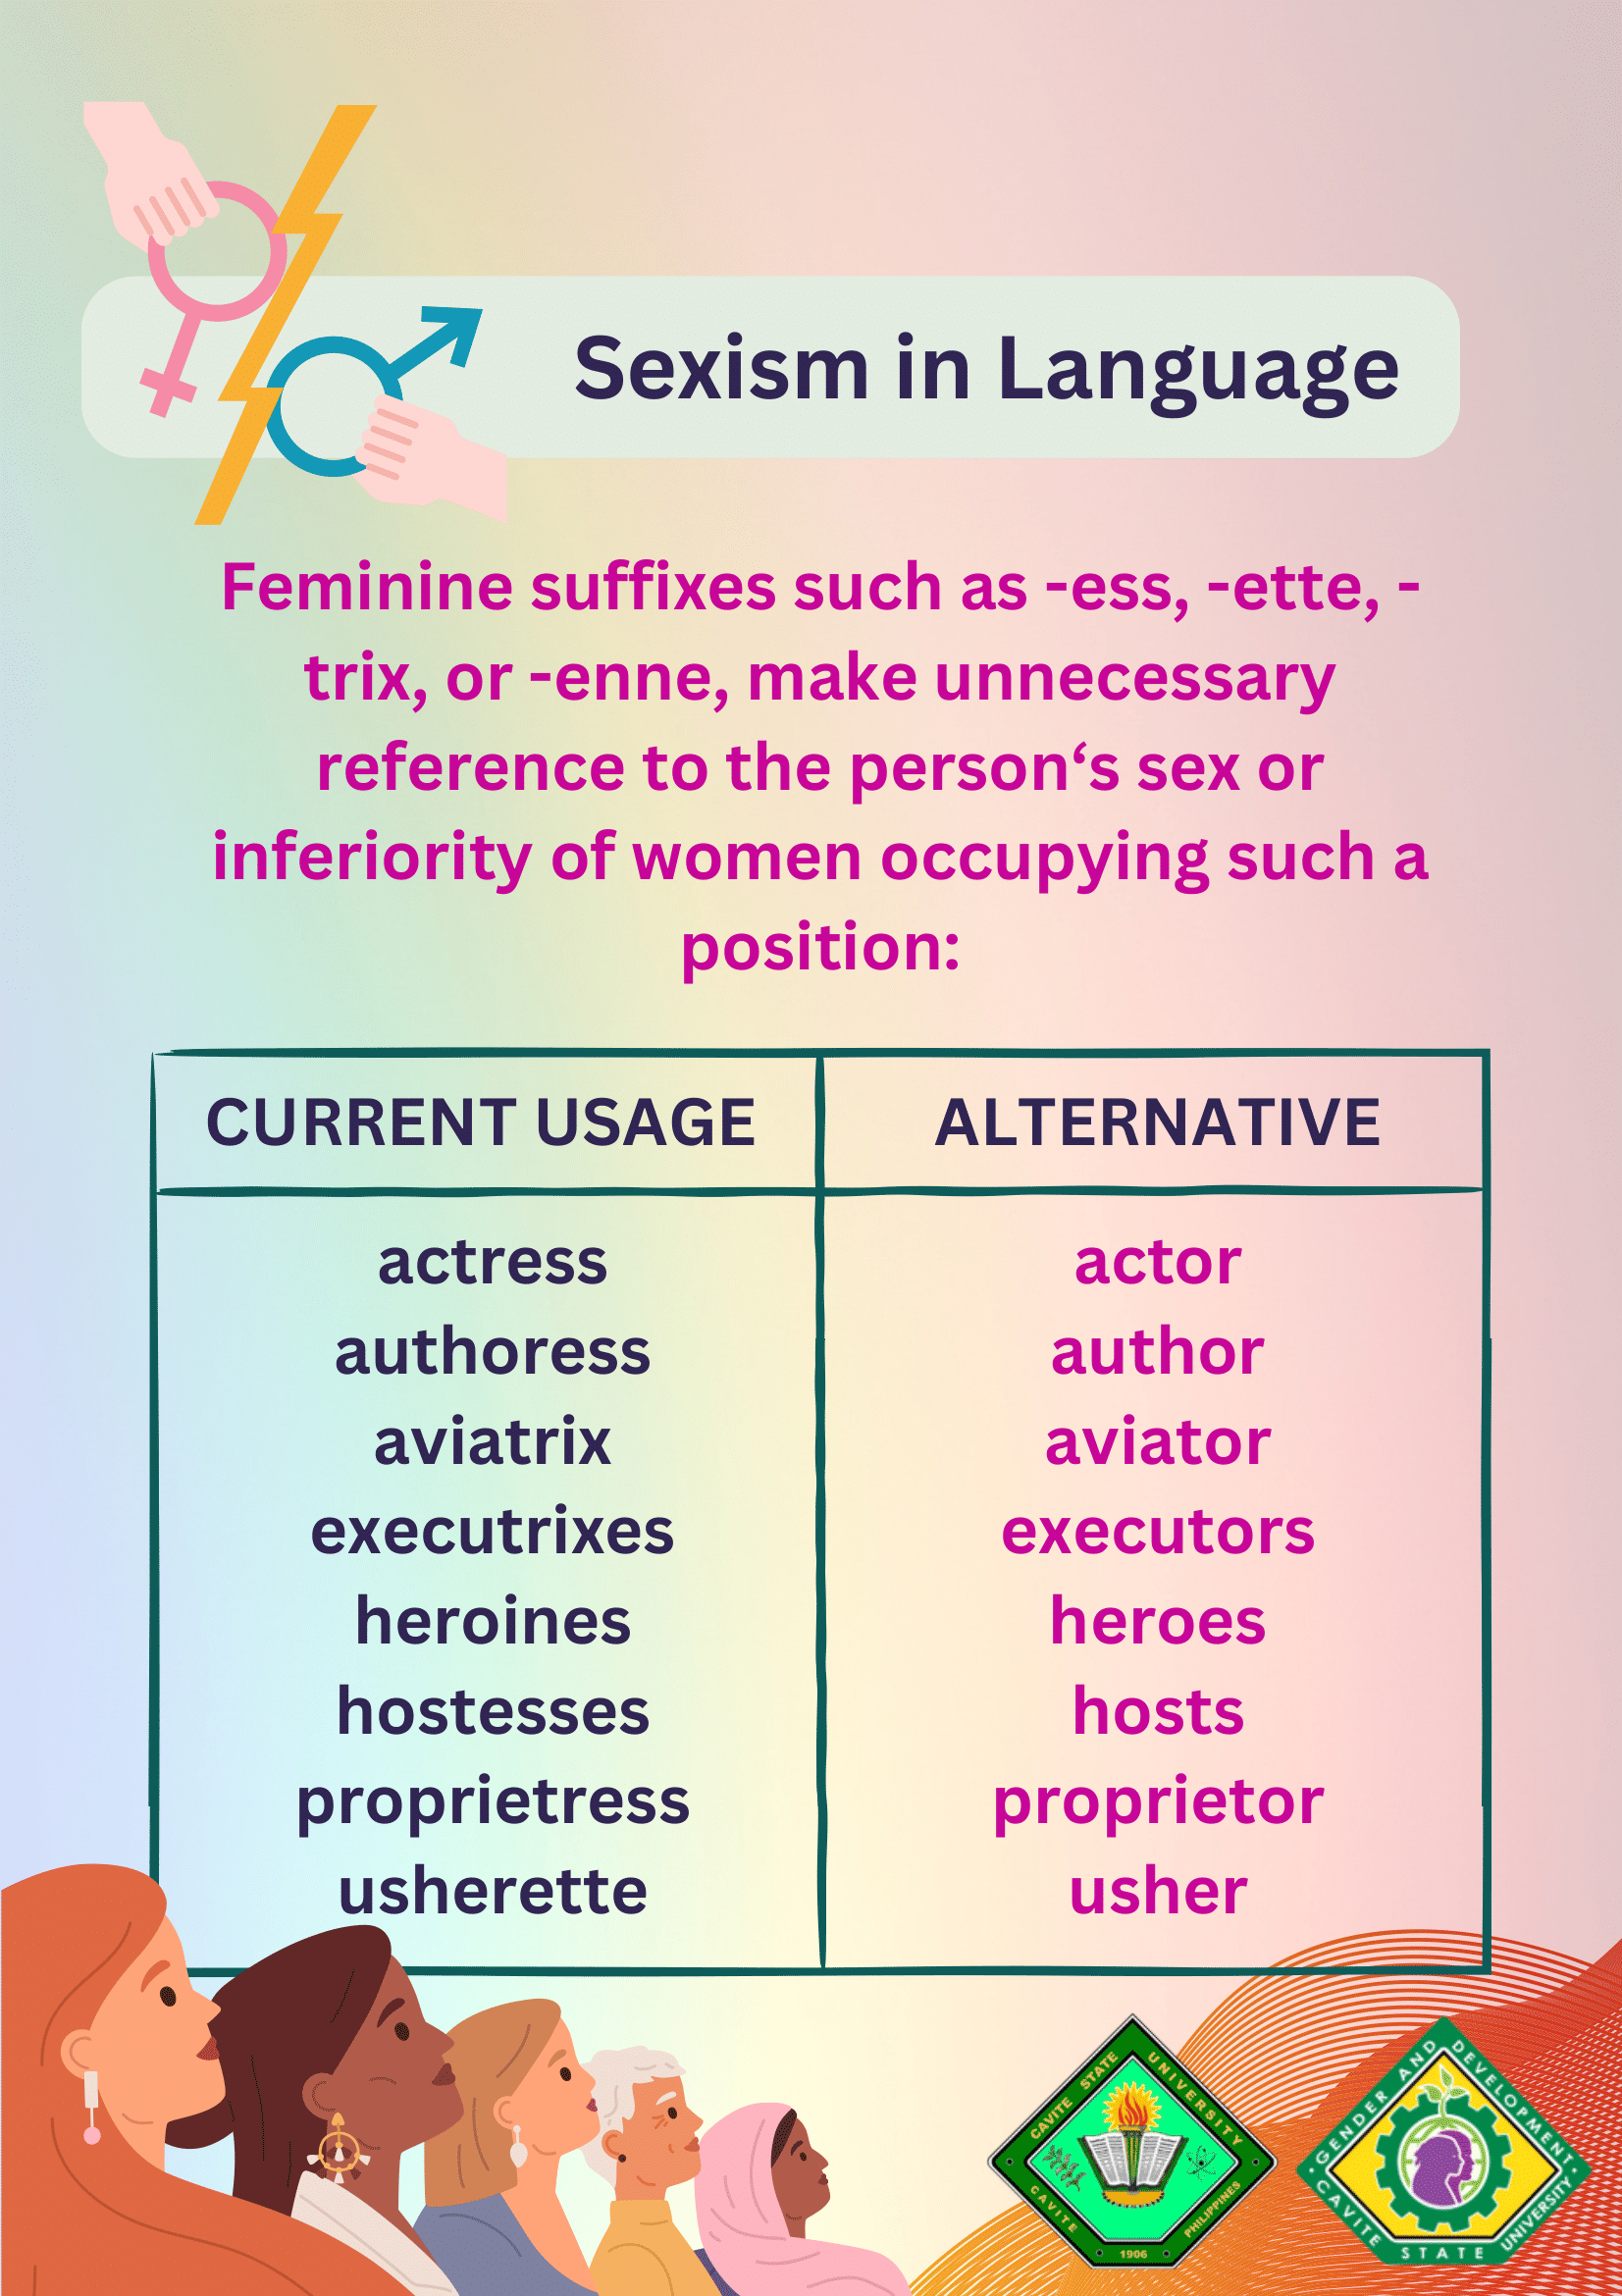 Sexism in Language
Feminine suffixes such as -ess, -ette, -
trix, or -enne, make unnecessary
reference to the person‘s sex or
inferiority of women occupying such a
position:
CURRENT USAGE ALTERNATIVE
actress actor
authoress author
aviatrix aviator
executrixes executors
heroines heroes
hostesses hosts
proprietress proprietor
usherette usher
CAVITE STATE UNIVERSITY
CAVITE PHILIPPINES
1906
GENDER AND DEVELOPMENT
CAVITE STATE UNIVERSITY